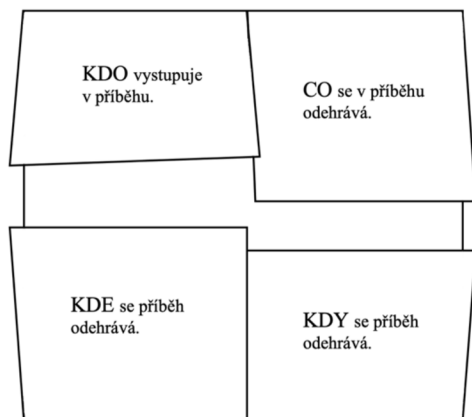 KDO vystupuje
v příběhu.
CO se v příběhu
odehrává.
KDE se příběh
odehrává.
KDY se příběh
odehrává.